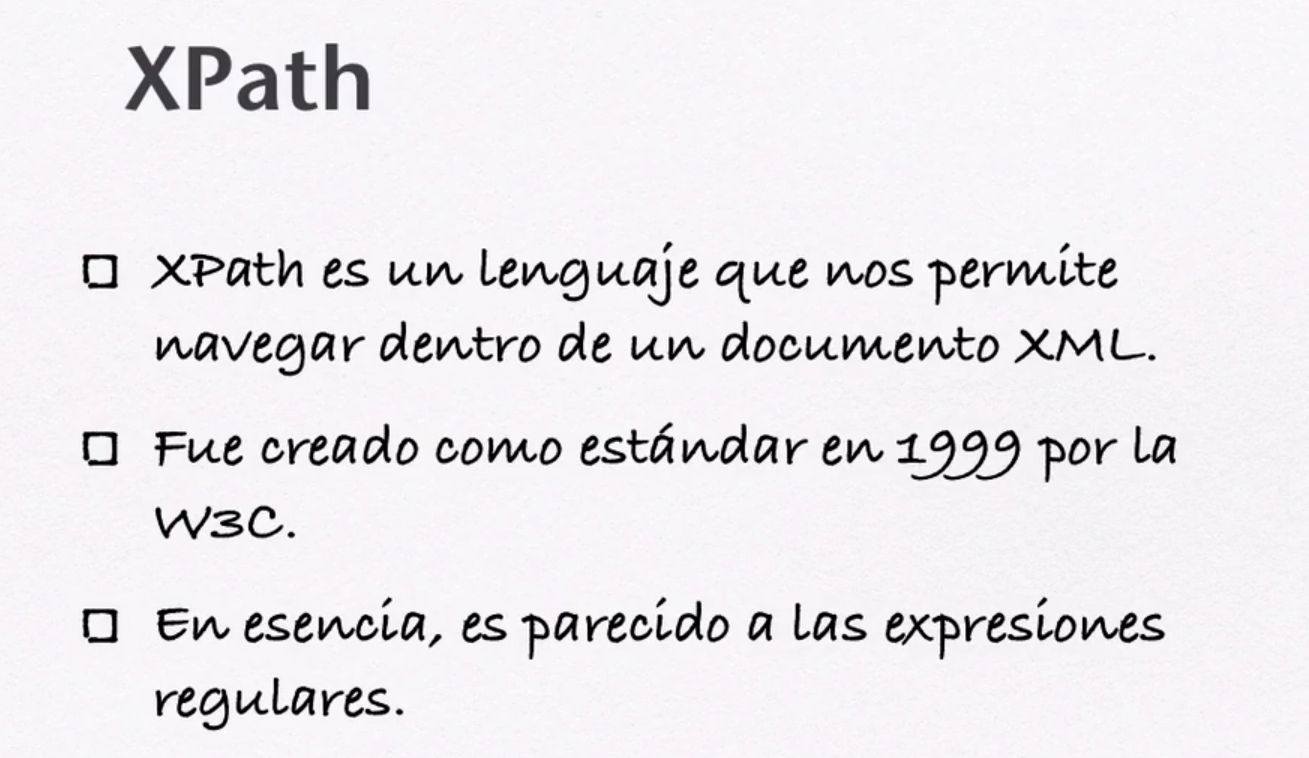 XPath
XPath es un lenguaje que nos permite
navegar dentro de un documento XML.
Fue creado como estándar en 1999 por la
W3C.
En esencia, es parecido a las expresiones
regulares.